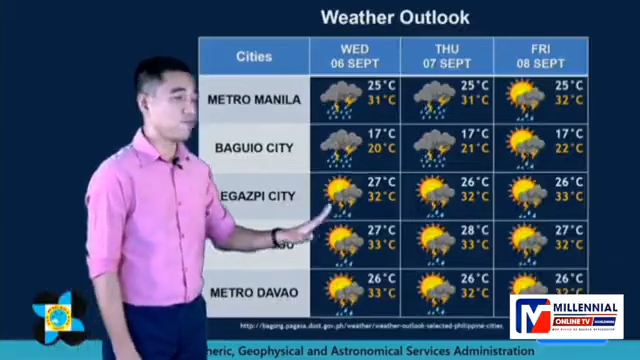 Weather Outlook
Cities
WED
06 SEPT
THU
07 SEPT
FRI
08 SEPT
METRO MANILA
25°C
31°C
25°C
31°C
25°C
32°C
BAGUIO CITY
17°C
20°C
17°C
21°C
17°C
22°C
EGAZPI CITY
27°C
32°C
26°C
32°C
26°C
33°C
27°C
33°C
28°C
33°C
27°C
32°C
METRO DAVAO
26°C
33°C
26°C
32°C
26°C
http://bagong.pagasa.dost.gov.ph/weather/weather-outlook-selected-philippine-cities
MILLENNIAL
ONLINE TV
eric, Geophysical and Astronomical Services Administration